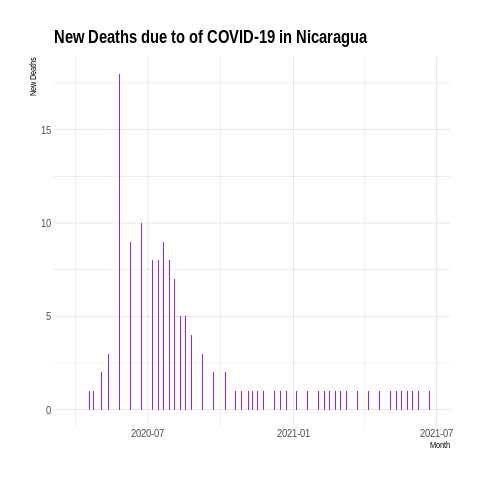 New Deaths due to of COVID-19 in Nicaragua
New Deaths
15
10
5
0
2020-07
2021-01
2021-07
Month